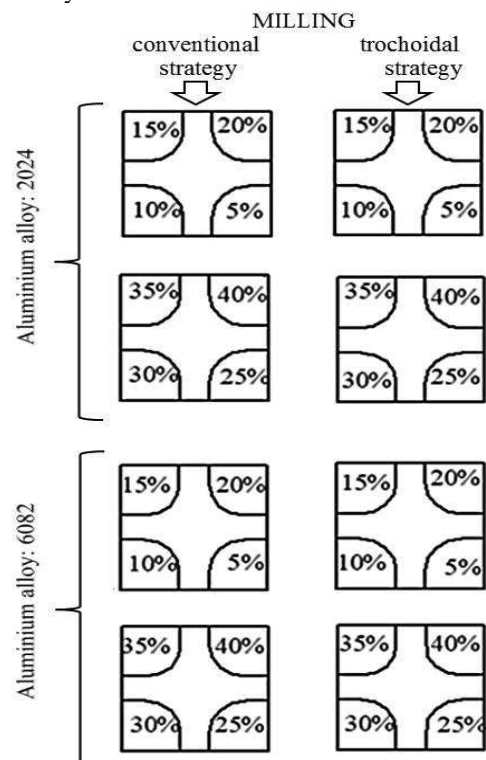 MILLING
conventional trochoidal
strategy strategy
Aluminium alloy: 2024
15% 20% 15% 20%
10% 5% 10% 5%
35% 40% 35% 40%
30% 25% 30% 25%
Aluminium alloy: 6082
15% 20% 15% 20%
10% 5% 10% 5%
35% 40% 35% 40%
30% 25% 30% 25%